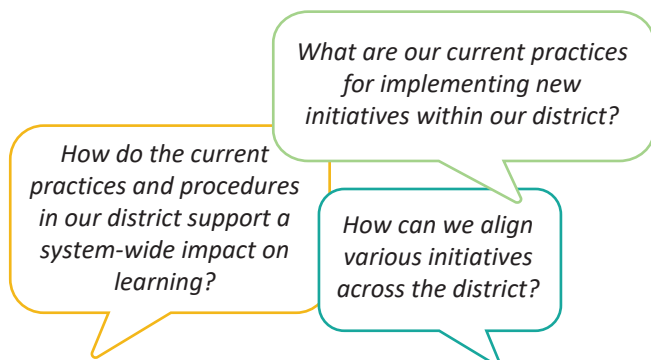 What are our current practices
for implementing new
initiatives within our district?
How do the current
practices and procedures
in our district support a
system-wide impact on
learning?
How can we align
various initiatives
across the district?